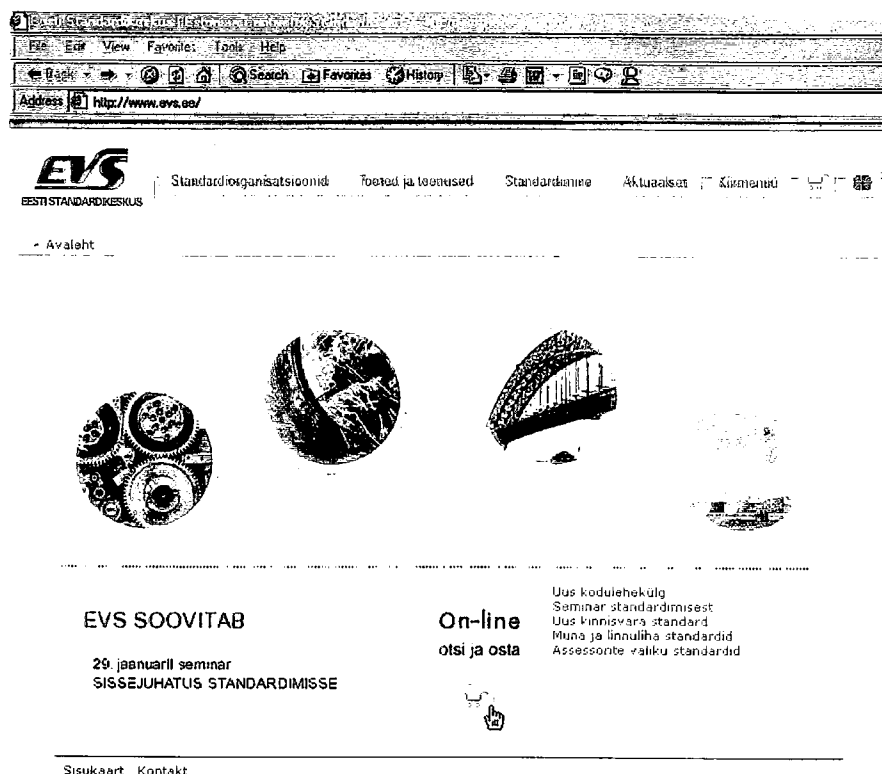 File Edit View Favorites Tools Help
Back Search Favorites History
Address http://www.evs.ee/
EVS
EESTI STANDARDIKESKUS
Standardiorganisatsioonid Tooted ja teenused Standardimine Aktuaalset Kiirmenüü
Avaleht
EVS SOOVITAB
29. jaanuaril seminar
SISSEJUHATUS STANDARDIMISSE
On-line
otsi ja osta
Uus kodulehekülg
Seminar standardimisest
Uus kinnisvara standard
Muna ja linnuliha standardid
Assessorite valiku standardid
Sisukaart Kontakt